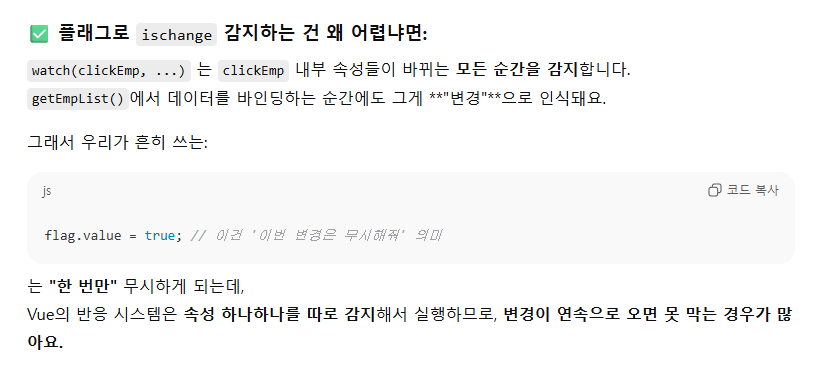 ✅ 플래그로 ischange 감지하는 건 왜 어렵냐면:
watch(clickEmp, ...) 는 clickEmp 내부 속성들이 바뀌는 모든 순간을 감지합니다.
getEmpList()에서 데이터를 바인딩하는 순간에도 그게 **"변경"**으로 인식돼요.
그래서 우리가 흔히 쓰는:
js
코드 복사
flag.value = true; // 이건 '이번 변경은 무시해줘' 의미
는 "한 번만" 무시하게 되는데,
Vue의 반응 시스템은 속성 하나하나를 따로 감지해서 실행하므로, 변경이 연속으로 오면 못 막는 경우가 많
아요.